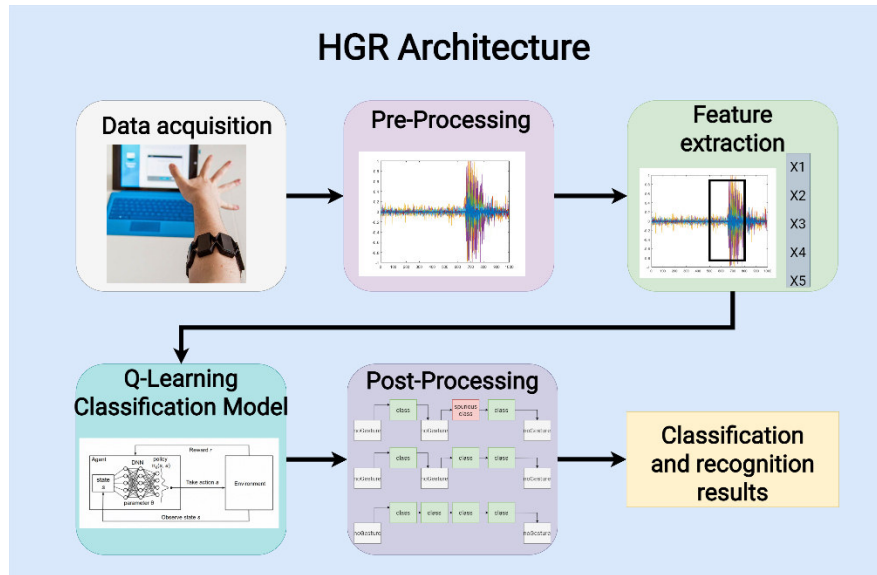 HGR Architecture
Data acquisition
Pre-Processing
Feature
extraction
X1
X2
X3
X4
X5
Q-Learning
Classification Model
Reward r
Agent
DNN
policy
state
s
Take action a
Environment
parameter θ
Observe state s
Post-Processing
class
spurious
class
class
noGesture
noGesture
noGesture
class
class
class
noGesture
noGesture
noGesture
class
class
class
class
noGesture
noGesture
Classification
and recognition
results